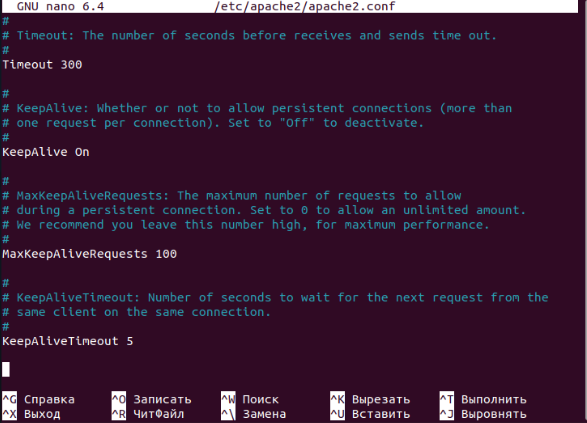 GNU nano 6.4 /etc/apache2/apache2.conf
#
# Timeout: The number of seconds before receives and sends time out.
#
Timeout 300
#
# KeepAlive: Whether or not to allow persistent connections (more than
# one request per connection). Set to "Off" to deactivate.
#
KeepAlive On
#
# MaxKeepAliveRequests: The maximum number of requests to allow
# during a persistent connection. Set to 0 to allow an unlimited amount.
# We recommend you leave this number high, for maximum performance.
#
MaxKeepAliveRequests 100
#
# KeepAliveTimeout: Number of seconds to wait for the next request from the
# same client on the same connection.
#
KeepAliveTimeout 5
^G Справка ^O Записать ^W Поиск ^K Вырезать ^T Выполнить
^X Выход ^R ЧитФайл ^\ Замена ^U Вставить ^J Выровнять